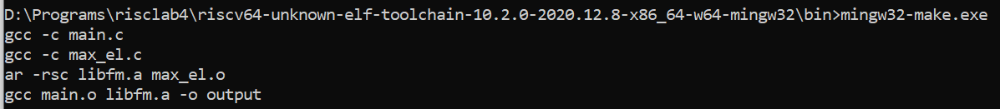 D:\Programs\risclab4\riscv64-unknown-elf-toolchain-10.2.0-2020.12.8-x86_64-w64-mingw32\bin>mingw32-make.exe
gcc -c main.c
gcc -c max_el.c
ar -rsc libfm.a max_el.o
gcc main.o libfm.a -o output